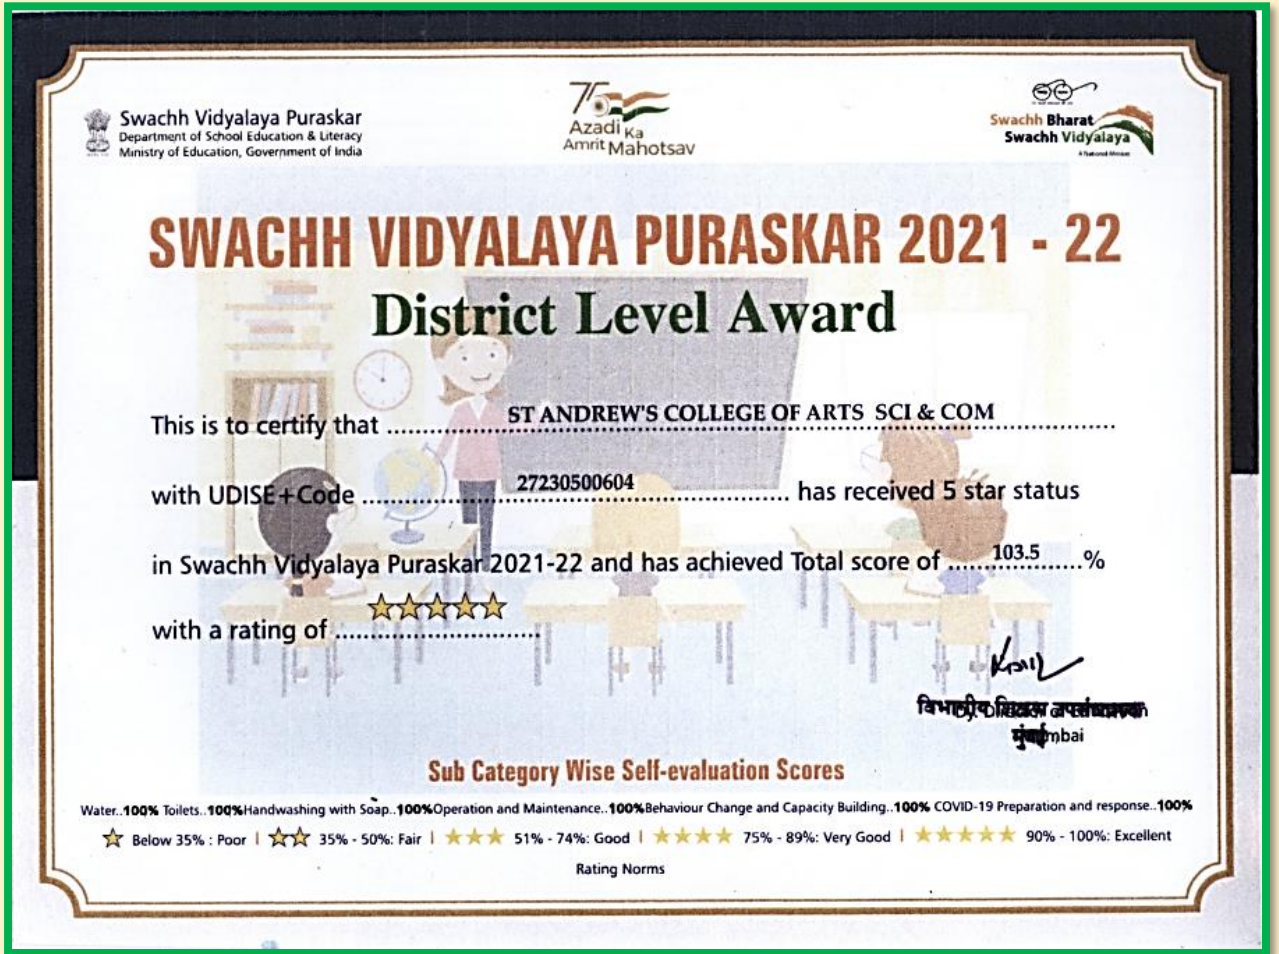 Swachh Vidyalaya Puraskar
Department of School Education & Literacy
Ministry of Education, Government of India
75
Azadi Ka
Amrit Mahotsav
Swachh Bharat
Swachh Vidyalaya
A National Mission
SWACHH VIDYALAYA PURASKAR 2021 - 22
District Level Award
This is to certify that ST ANDREW'S COLLEGE OF ARTS SCI & COM
with UDISE+Code 27230500604 has received 5 star status
in Swachh Vidyalaya Puraskar 2021-22 and has achieved Total score of 103.5 %
with a rating of
विभागीय शिक्षण उपसंचालक
मुंबई
Sub Category Wise Self-evaluation Scores
Water..100% Toilets..100%Handwashing with Soap..100%Operation and Maintenance..100%Behaviour Change and Capacity Building..100% COVID-19 Preparation and response..100%
Below 35% : Poor | 35% - 50%: Fair | 51% - 74%: Good | 75% - 89%: Very Good | 90% - 100%: Excellent
Rating Norms